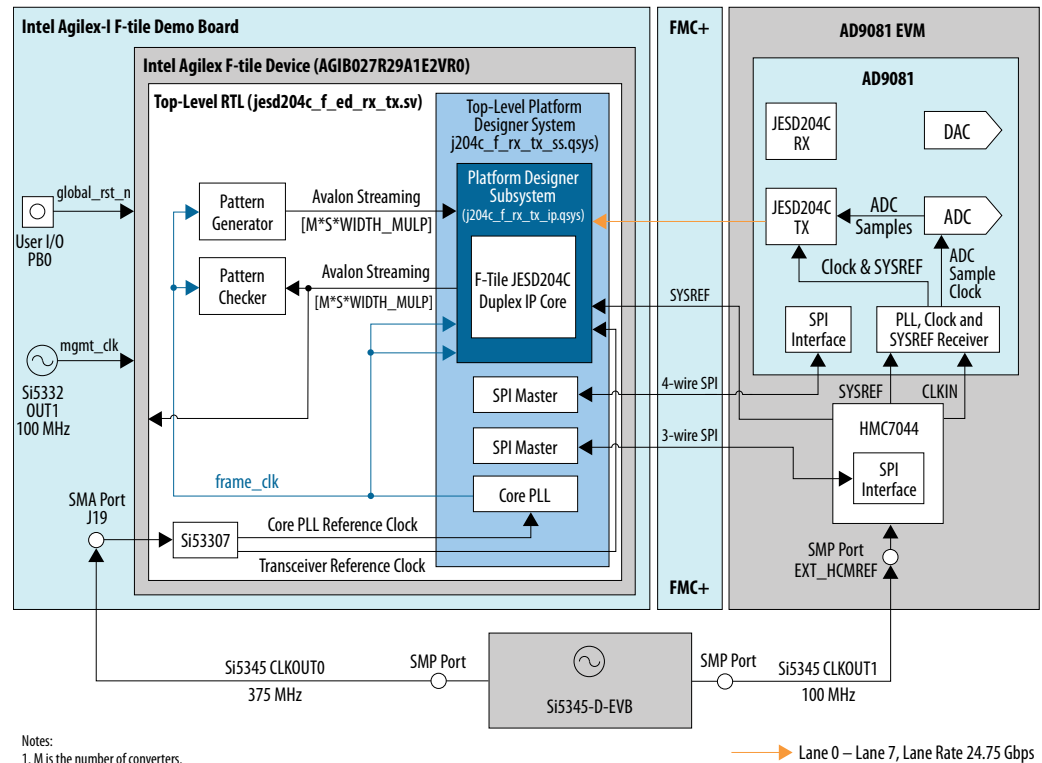 Intel Agilex-I F-tile Demo Board
FMC+
AD9081 EVM
Intel Agilex F-tile Device (AGIB027R29A1E2VR0)
AD9081
Top-Level RTL (jesd204c_f_ed_rx_tx.sv)
Top-Level Platform
Designer System
j204c_f_rx_tx_ss.qsys)
JESD204C
RX
DAC
Platform Designer
Subsystem
(j204c_f_rx_tx_ip.qsys)
global_rst_n
User I/O
PB0
Pattern
Generator
Avalon Streaming
[M*S*WIDTH_MULP]
JESD204C
TX
ADC
Samples
ADC
F-Tile JESD204C
Duplex IP Core
Pattern
Checker
Avalon Streaming
[M*S*WIDTH_MULP]
Clock & SYSREF
ADC
Sample
Clock
SYSREF
SPI
Interface
PLL, Clock and
SYSREF Receiver
mgmt_clk
Si5332
OUT1
100 MHz
SPI Master
4-wire SPI
SYSREF
CLKIN
HMC7044
SPI Master
3-wire SPI
SPI
Interface
frame_clk
Core PLL
SMA Port
J19
Si53307
Core PLL Reference Clock
Transceiver Reference Clock
SMP Port
EXT_HCMREF
FMC+
Si5345 CLKOUT0
375 MHz
SMP Port
Si5345-D-EVB
SMP Port
Si5345 CLKOUT1
100 MHz
Notes:
1. M is the number of converters.
Lane 0 – Lane 7, Lane Rate 24.75 Gbps